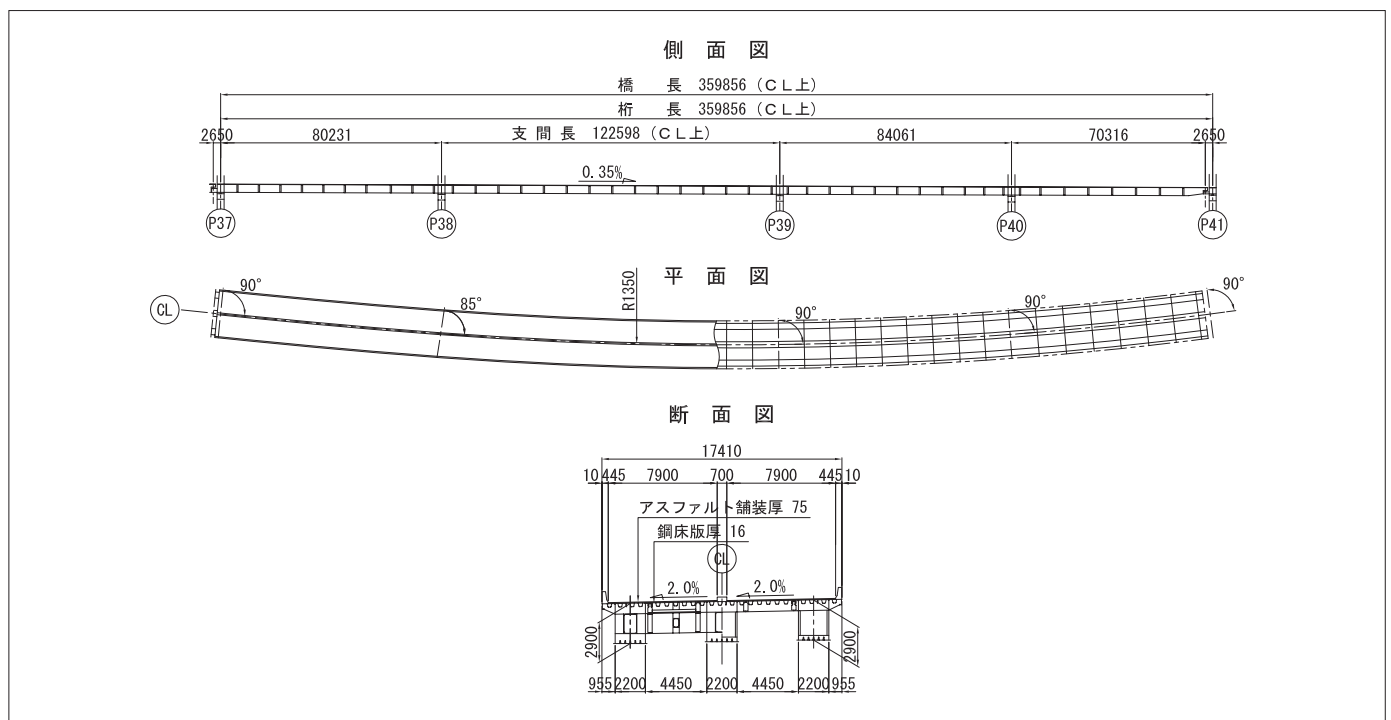 側 面 図
橋 長 359856 (CL上)
桁 長 359856 (CL上)
2650 80231 支 間 長 122598 (CL上) 84061 70316 2650
0.35%
P37 P38 P39 P40 P41
平 面 図
CL 90° 85° R1350 90° 90° 90°
断 面 図
17410
10 445 7900 700 7900 445 10
アスファルト舗装厚 75
鋼床版厚 16
CL
2.0% 2.0%
2900 2900
955 2200 4450 2200 4450 2200 955